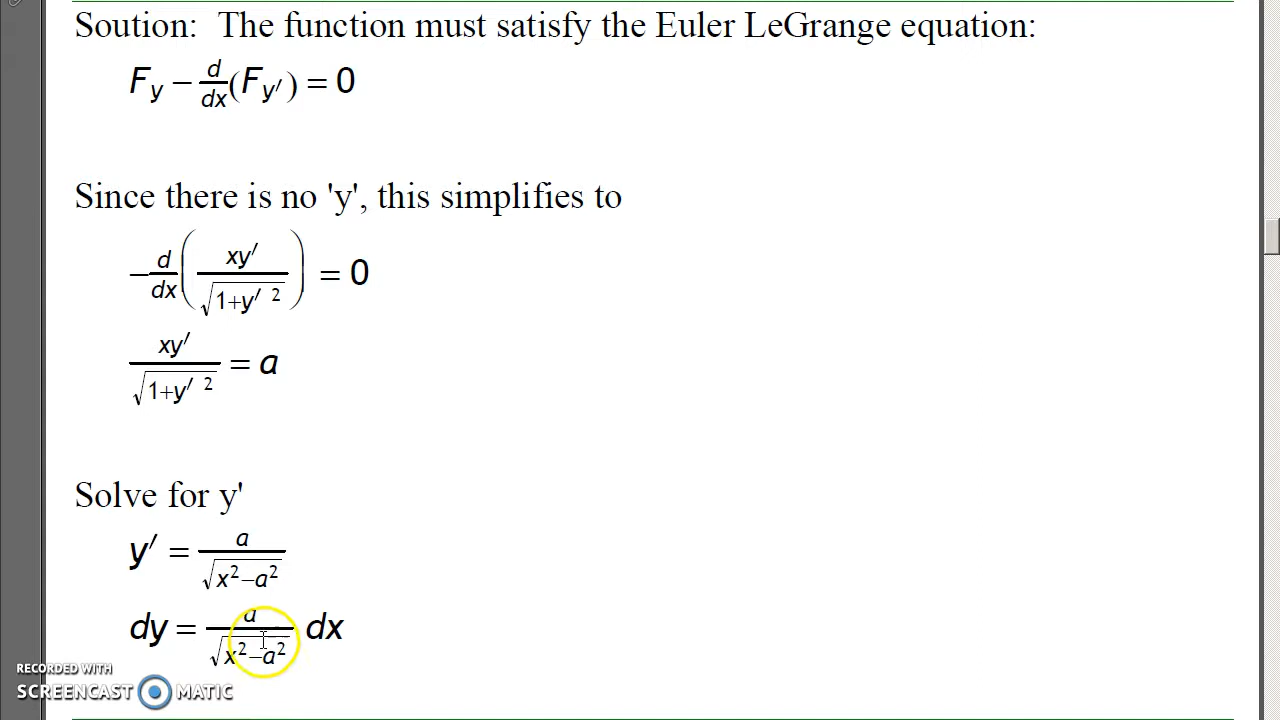 Soution: The function must satisfy the Euler LeGrange equation:
F_y − d/dx (F_y′) = 0
Since there is no 'y', this simplifies to
− d/dx ( xy′ / √(1+y′ ²) ) = 0
xy′ / √(1+y′ ²) = a
Solve for y'
y′ = a / √(x²−a²)
dy = a / √(x²−a²) dx
RECORDED WITH
SCREENCAST MATIC